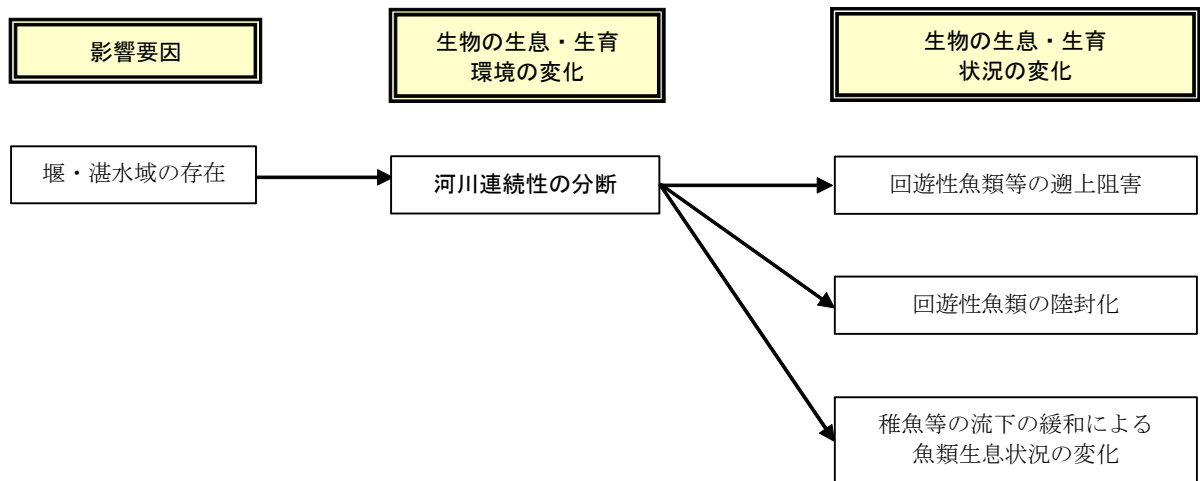 影響要因
生物の生息・生育
環境の変化
生物の生息・生育
状況の変化
堰・湛水域の存在
河川連続性の分断
回遊性魚類等の遡上阻害
回遊性魚類の陸封化
稚魚等の流下の緩和による
魚類生息状況の変化